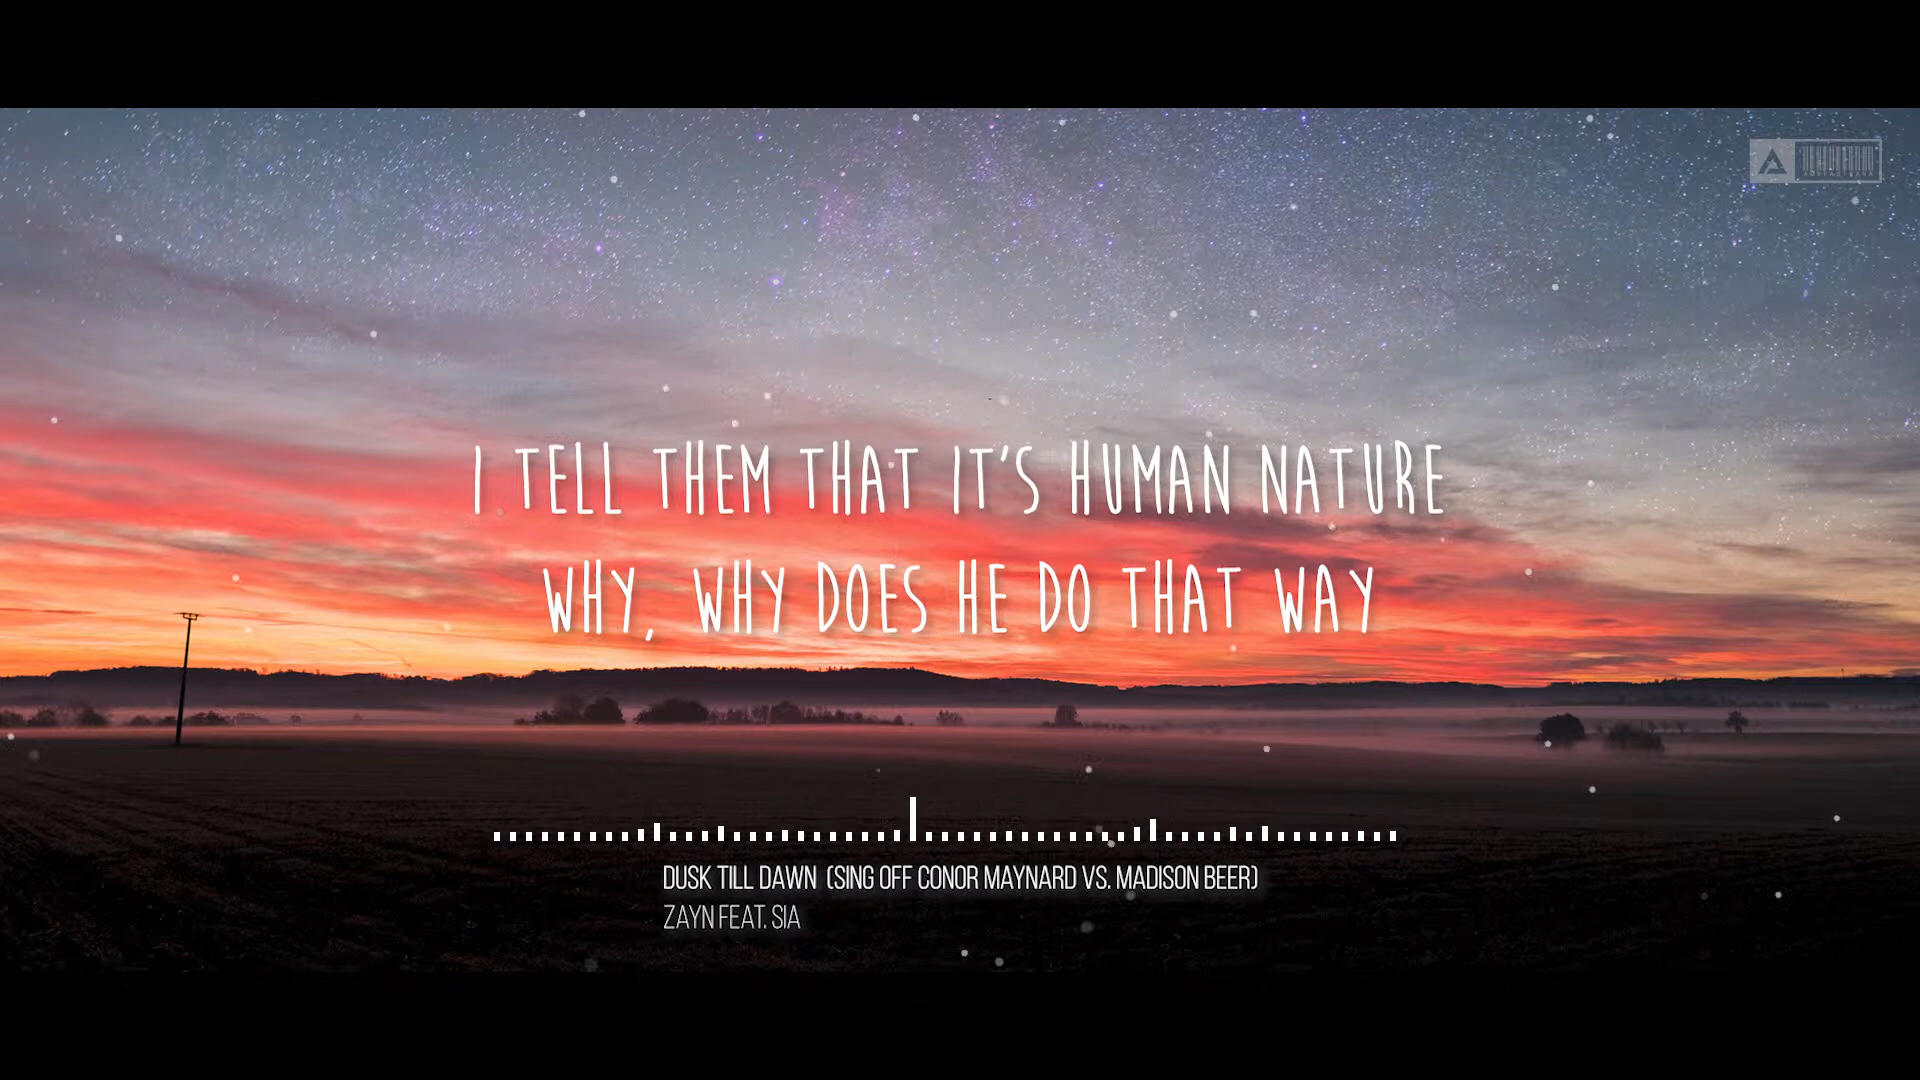 I TELL THEM THAT IT'S HUMAN NATURE
WHY, WHY DOES HE DO THAT WAY
DUSK TILL DAWN (SING OFF CONOR MAYNARD VS. MADISON BEER)
ZAYN FEAT. SIA